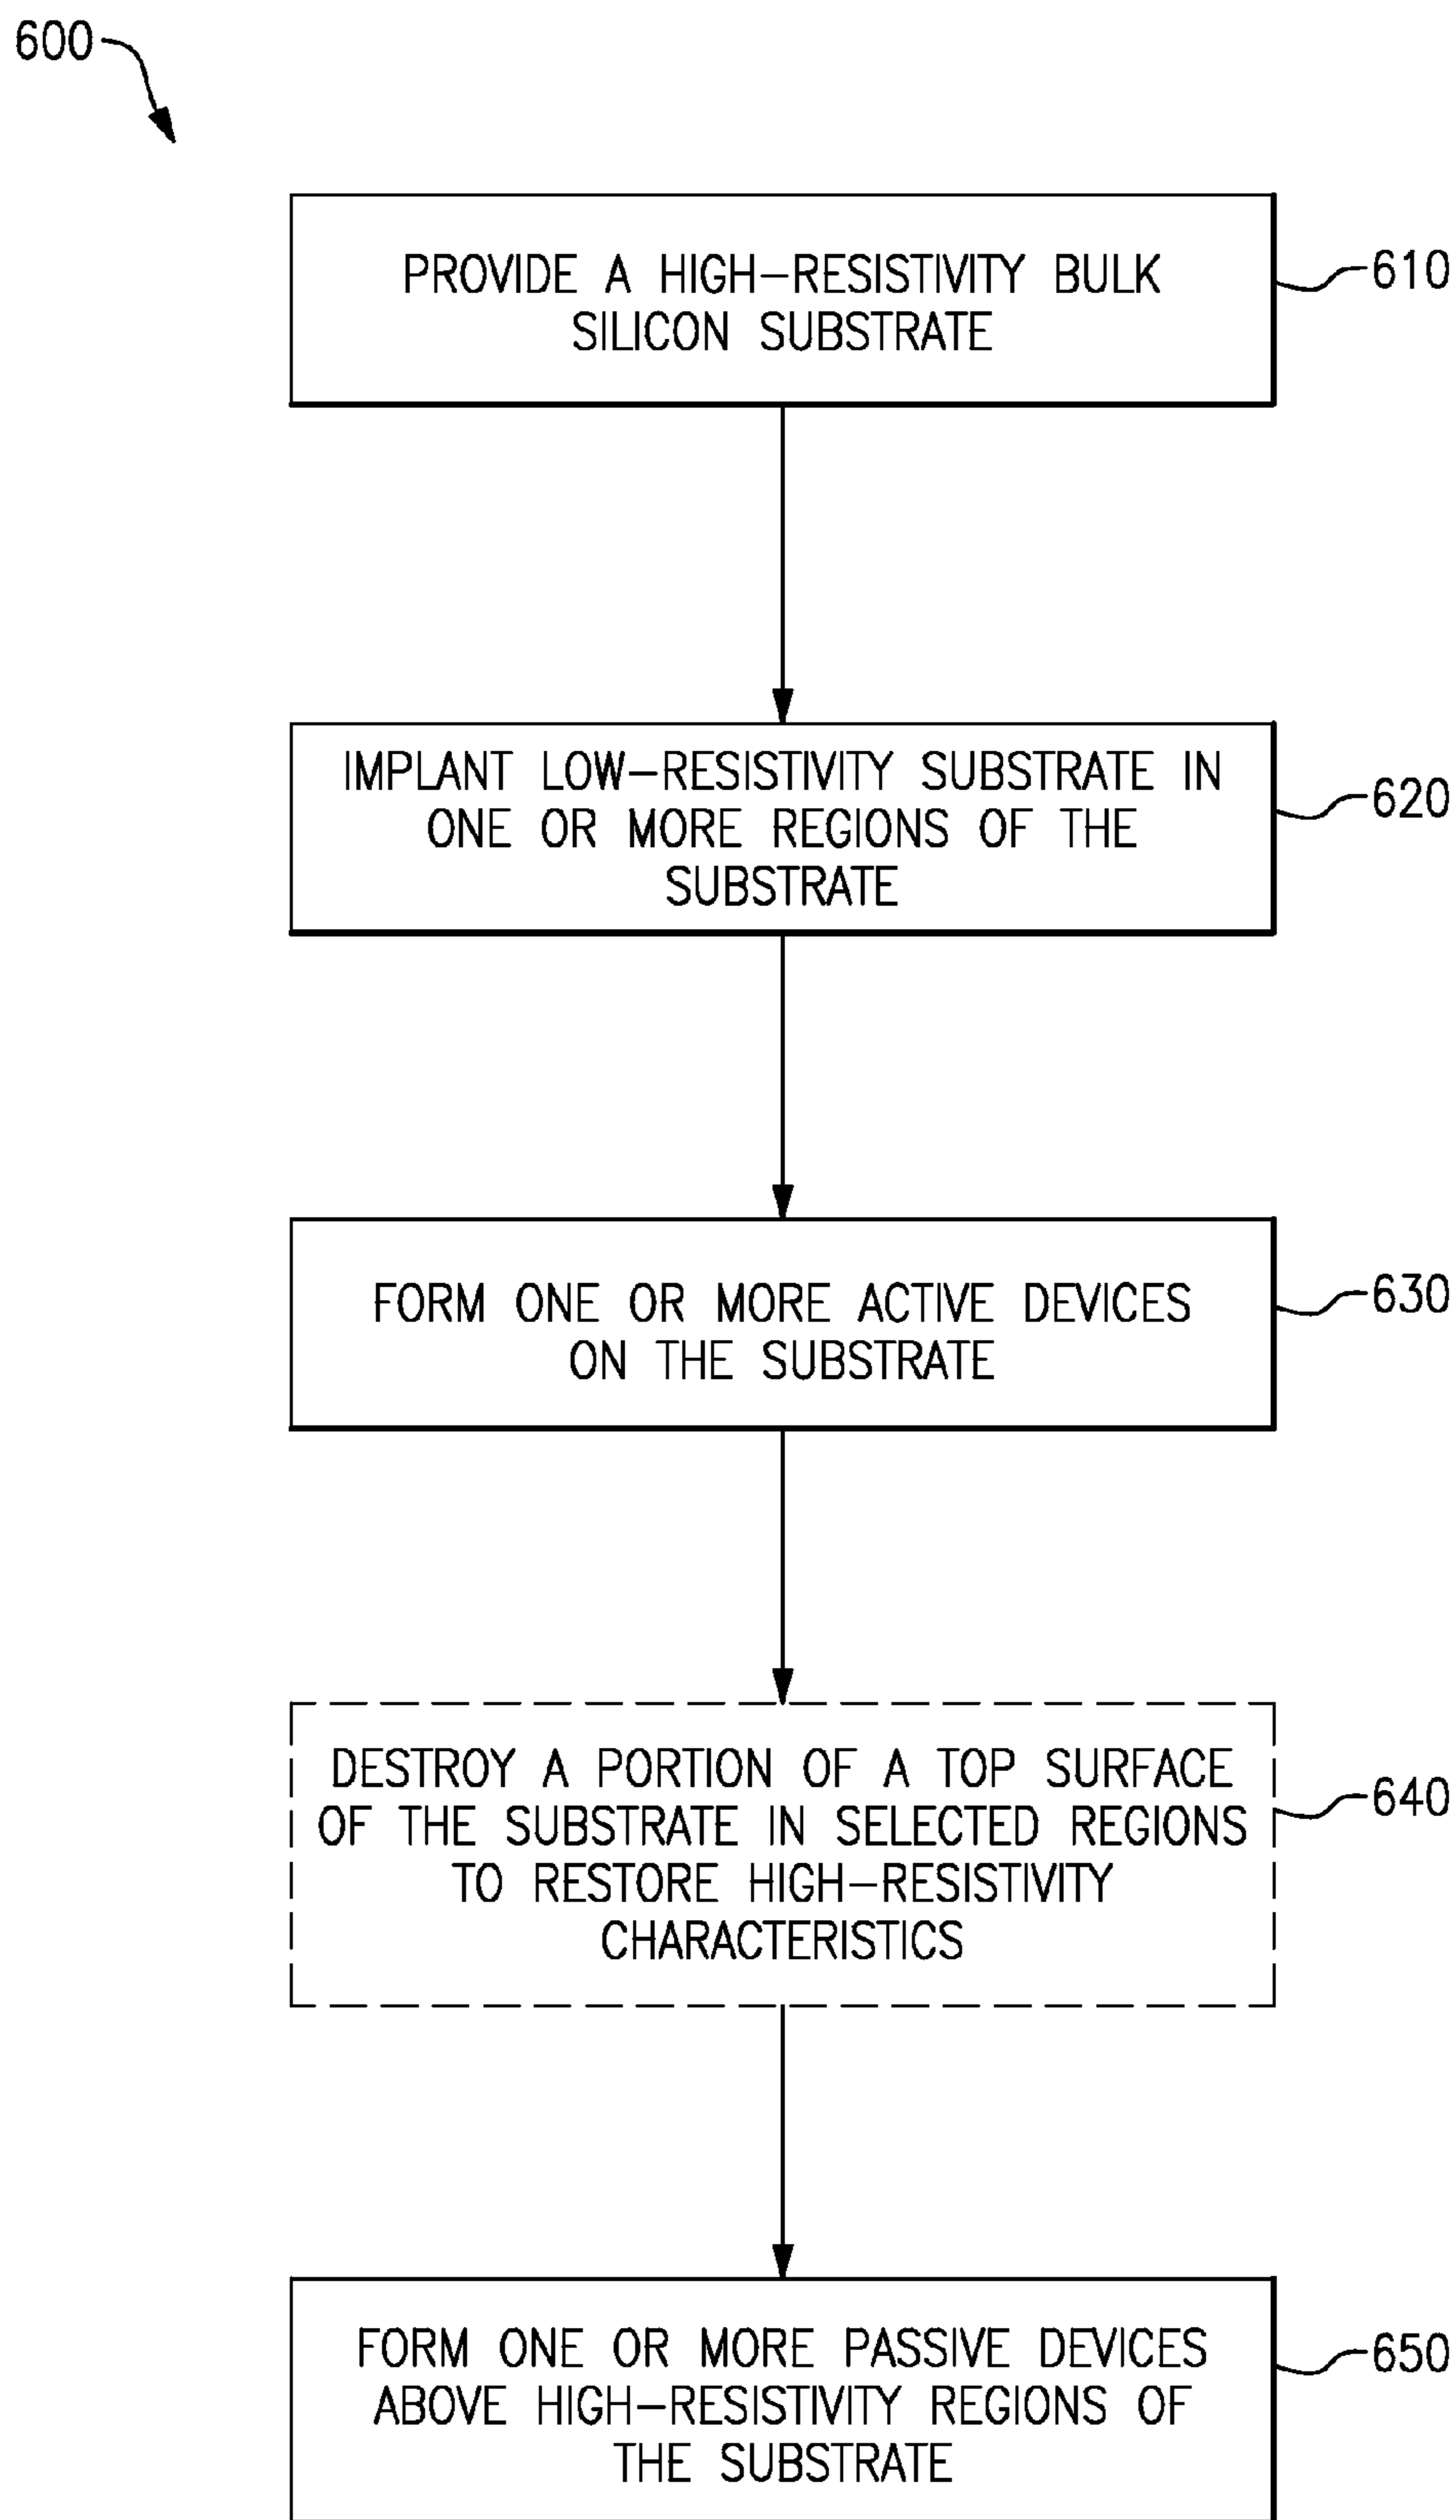 600
PROVIDE A HIGH-RESISTIVITY BULK
SILICON SUBSTRATE
610
IMPLANT LOW-RESISTIVITY SUBSTRATE IN
ONE OR MORE REGIONS OF THE
SUBSTRATE
620
FORM ONE OR MORE ACTIVE DEVICES
ON THE SUBSTRATE
630
DESTROY A PORTION OF A TOP SURFACE
OF THE SUBSTRATE IN SELECTED REGIONS
TO RESTORE HIGH-RESISTIVITY
CHARACTERISTICS
640
FORM ONE OR MORE PASSIVE DEVICES
ABOVE HIGH-RESISTIVITY REGIONS OF
THE SUBSTRATE
650